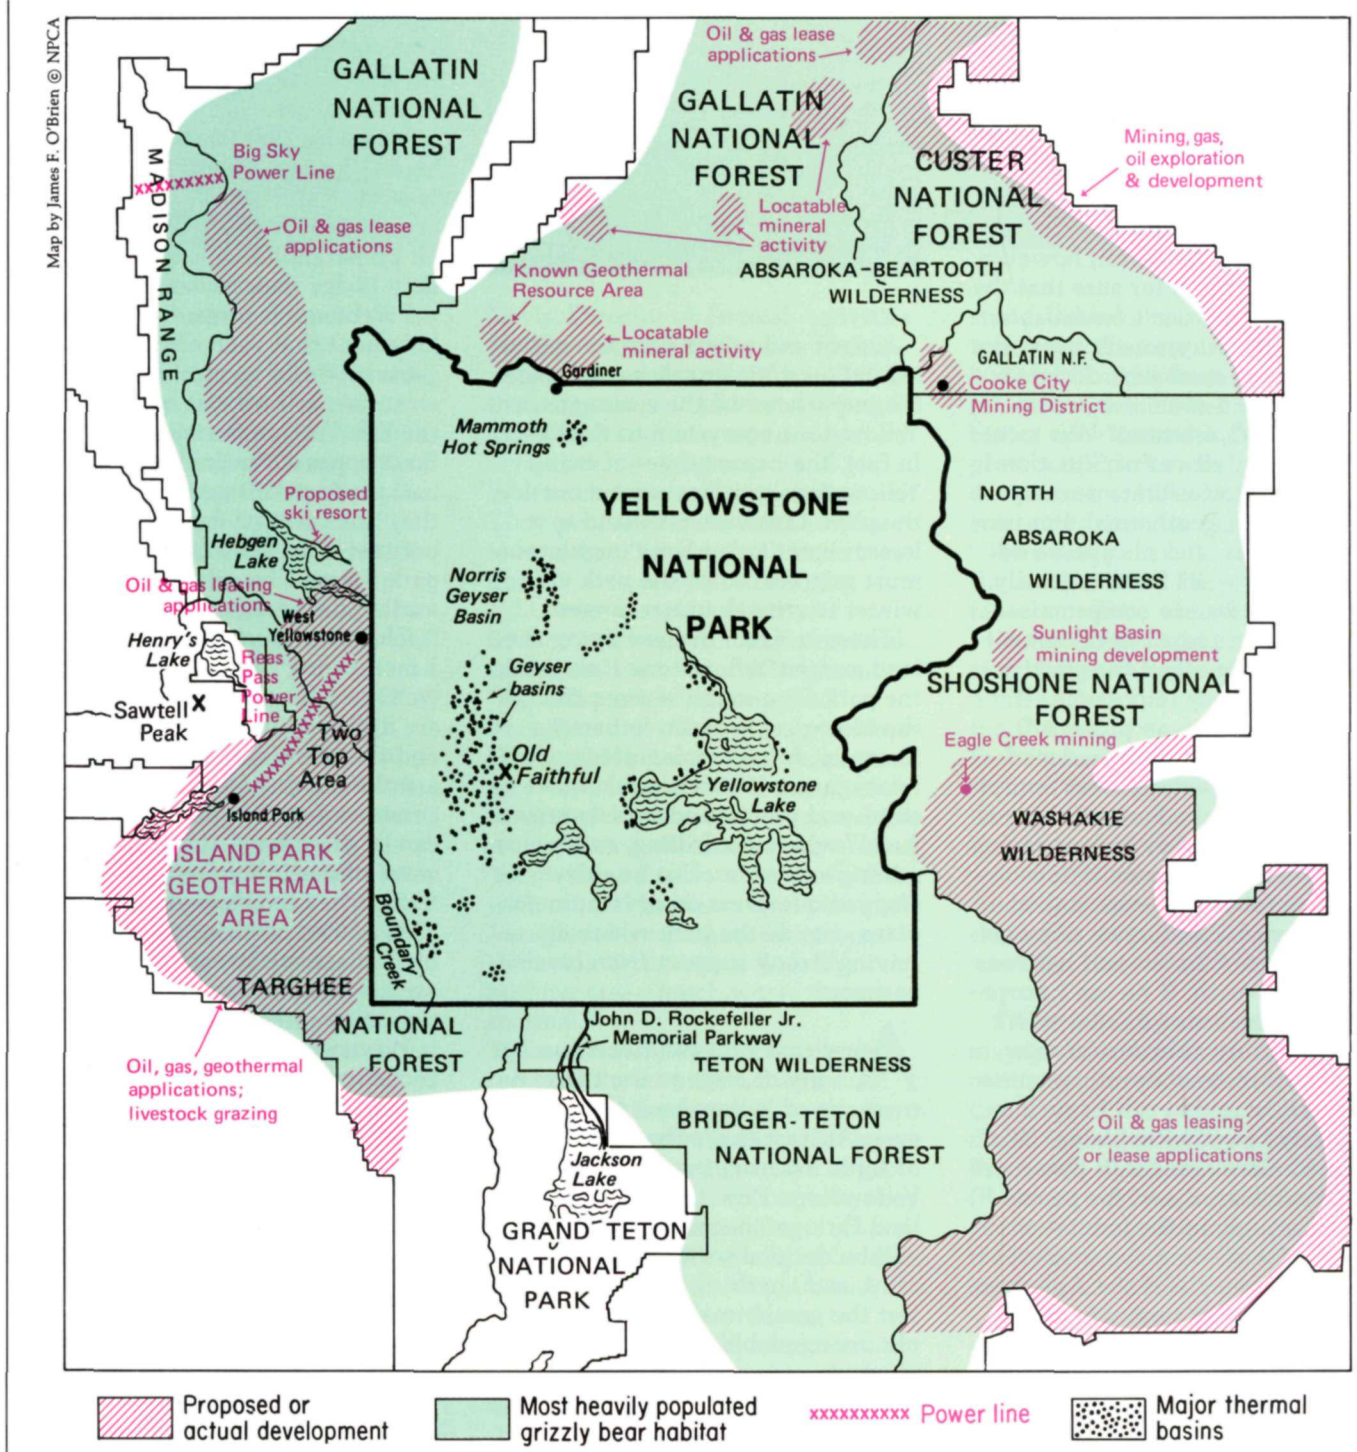 Map by James F. O'Brien © NPCA
GALLATIN
NATIONAL
FOREST
Oil & gas lease
applications
GALLATIN
NATIONAL
FOREST
CUSTER
NATIONAL
FOREST
Mining, gas,
oil exploration
& development
Big Sky
Power Line
xxxxxxxxxx
MADISON RANGE
Oil & gas lease
applications
Locatable
mineral
activity
ABSAROKA-BEARTOOTH
WILDERNESS
Known Geothermal
Resource Area
Locatable
mineral activity
Gardiner
GALLATIN N.F.
Cooke City
Mining District
Mammoth
Hot Springs
YELLOWSTONE
NATIONAL
PARK
NORTH
ABSAROKA
WILDERNESS
Proposed
ski resort
Hebgen
Lake
Oil & gas leasing
applications
West
Yellowstone
Norris
Geyser
Basin
Henry's
Lake
Reas
Pass
Power
Line
Geyser
basins
Sunlight Basin
mining development
SHOSHONE NATIONAL
FOREST
Sawtell X
Peak
Two
Top
Area
X Old
Faithful
Eagle Creek mining
Yellowstone
Lake
Island Park
WASHAKIE
WILDERNESS
ISLAND PARK
GEOTHERMAL
AREA
Boundary
Creek
TARGHEE
NATIONAL
FOREST
John D. Rockefeller Jr.
Memorial Parkway
TETON WILDERNESS
Oil, gas, geothermal
applications;
livestock grazing
BRIDGER-TETON
NATIONAL FOREST
Oil & gas leasing
or lease applications
Jackson
Lake
GRAND TETON
NATIONAL
PARK
Proposed or
actual development
Most heavily populated
grizzly bear habitat
xxxxxxxxxx Power line
Major thermal
basins